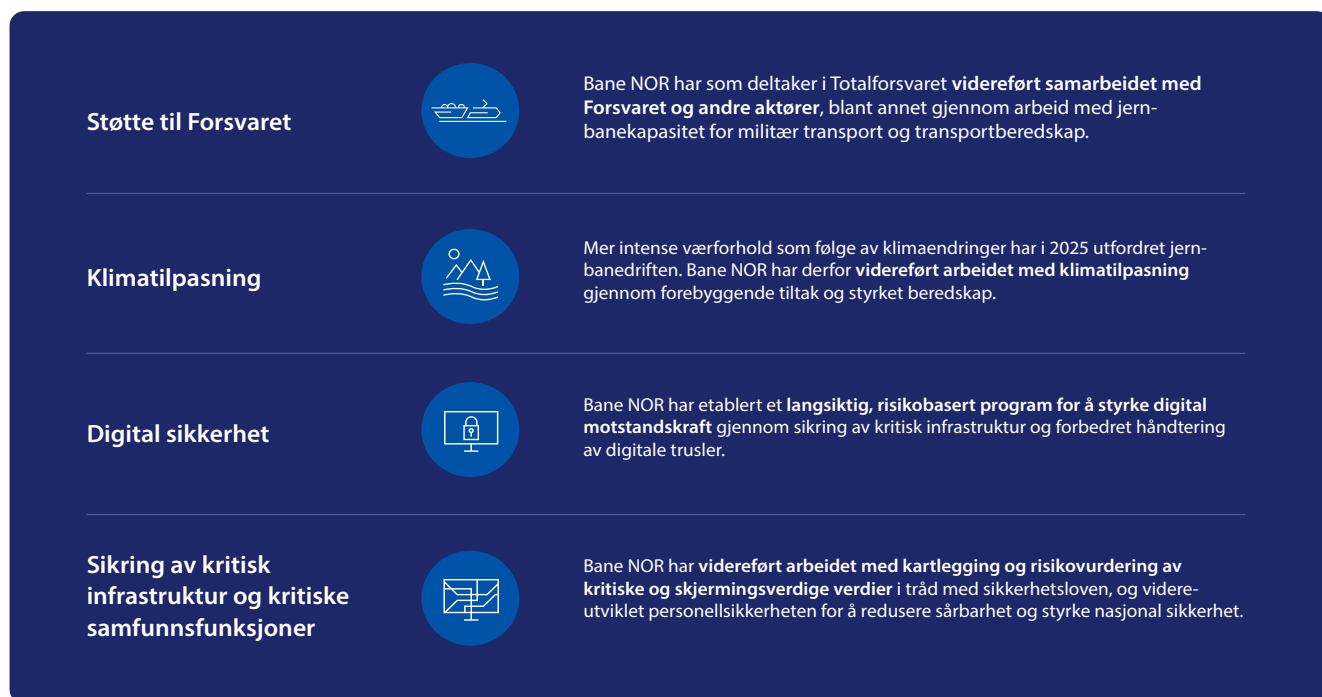 Støtte til Forsvaret
Bane NOR har som deltaker i Totalforsvaret videreført samarbeidet med
Forsvaret og andre aktører, blant annet gjennom arbeid med jern-
banekapasitet for militær transport og transportberedskap.
Klimatilpasning
Mer intense værforhold som følge av klimaendringer har i 2025 utfordret jern-
banedriften. Bane NOR har derfor videreført arbeidet med klimatilpasning
gjennom forebyggende tiltak og styrket beredskap.
Digital sikkerhet
Bane NOR har etablert et langsiktig, risikobasert program for å styrke digital
motstandskraft gjennom sikring av kritisk infrastruktur og forbedret håndtering
av digitale trusler.
Sikring av kritisk
infrastruktur og kritiske
samfunnsfunksjoner
Bane NOR har videreført arbeidet med kartlegging og risikovurdering av
kritiske og skjermingsverdige verdier i tråd med sikkerhetsloven, og videre-
utviklet personellsikkerheten for å redusere sårbarhet og styrke nasjonal sikkerhet.